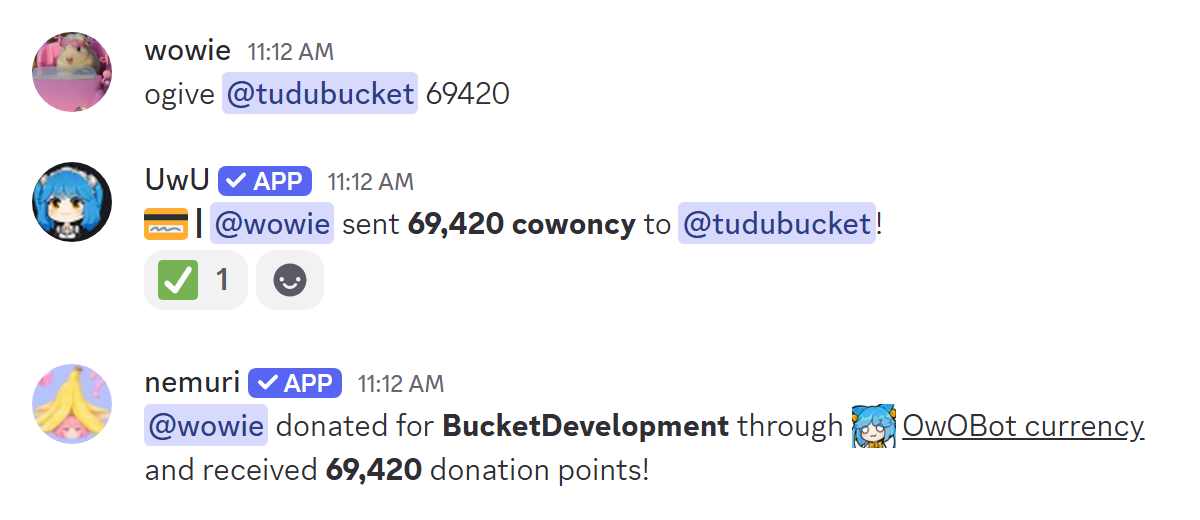 wowie 11:12 AM
ogive @tudubucket 69420
UwU ✓ APP 11:12 AM
💳 | @wowie sent 69,420 cowoncy to @tudubucket!
✅ 1
nemuri ✓ APP 11:12 AM
@wowie donated for BucketDevelopment through OwOBot currency
and received 69,420 donation points!